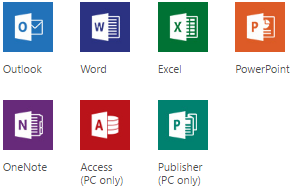 Outlook
Word
Excel
PowerPoint
OneNote
Access
(PC only)
Publisher
(PC only)